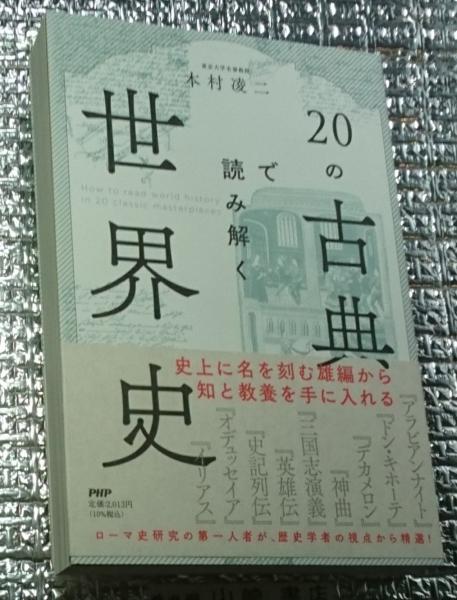 東京大学名誉教授
本村凌二
20の古典
で
読み解く
世界史
How to read world history
in 20 classic masterpieces
史上に名を刻む雄編から
知と教養を手に入れる
『アラビアンナイト』
『ドン・キホーテ』
『デカメロン』
『神曲』
『三国志演義』
『英雄伝』
『史記列伝』
『オデュッセイア』
『イリアス』
PHP
定価:2,013円
(10%税込)
ローマ史研究の第一人者が、歴史学者の視点から精選!